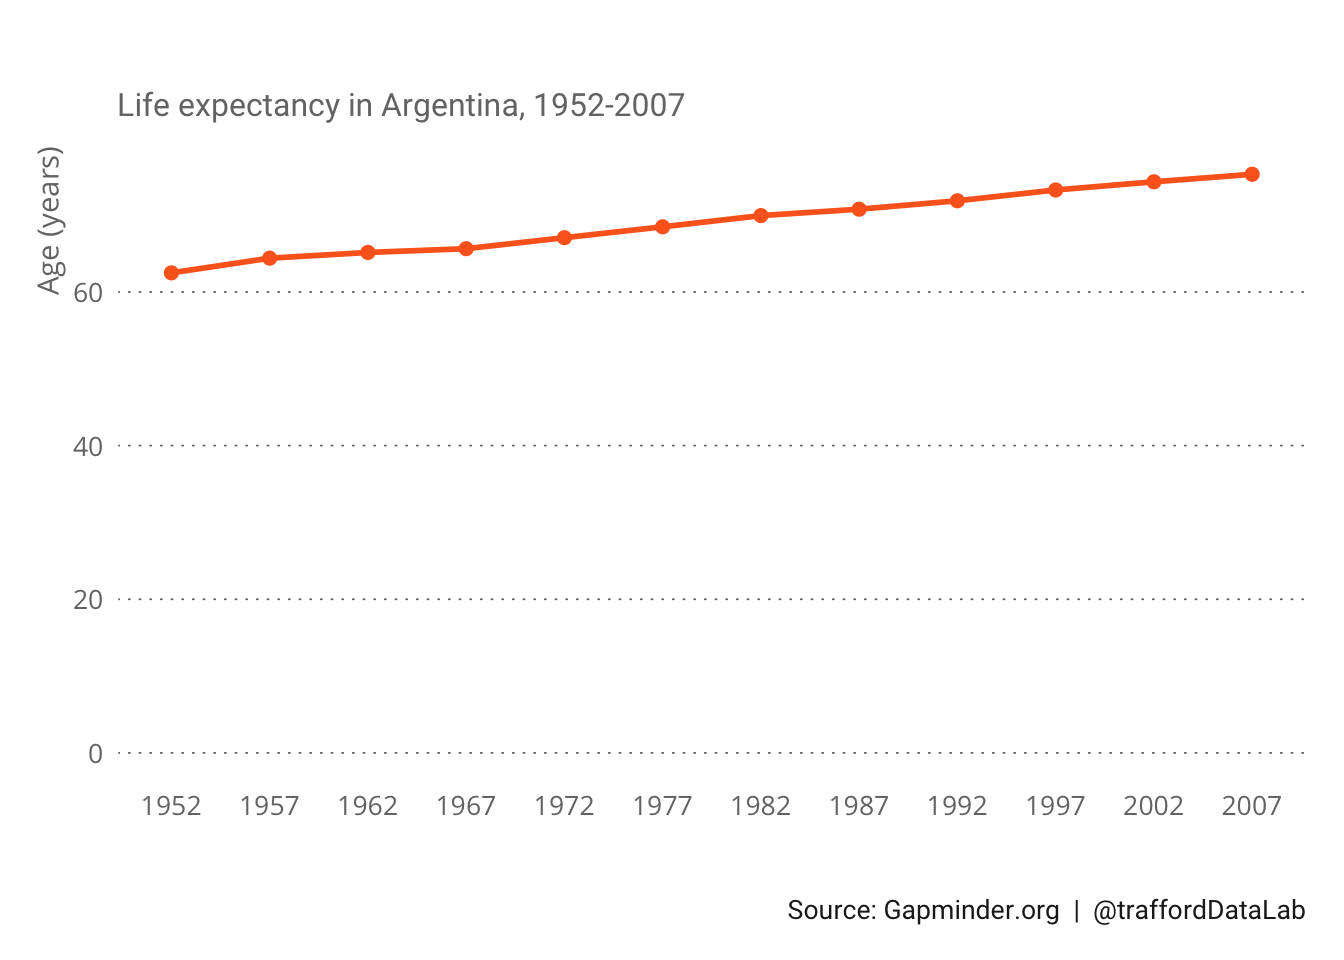 Life expectancy in Argentina, 1952-2007
Age (years)
60
40
20
0
1952 1957 1962 1967 1972 1977 1982 1987 1992 1997 2002 2007
Source: Gapminder.org | @traffordDataLab